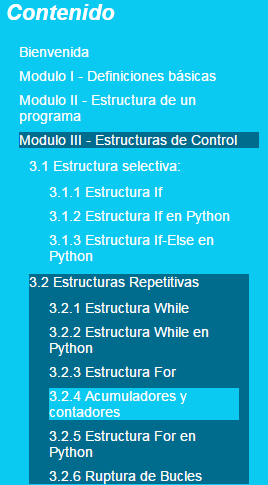 Contenido
Bienvenida
Modulo I - Definiciones básicas
Modulo II - Estructura de un
programa
Modulo III - Estructuras de Control
3.1 Estructura selectiva:
3.1.1 Estructura If
3.1.2 Estructura If en Python
3.1.3 Estructura If-Else en
Python
3.2 Estructuras Repetitivas
3.2.1 Estructura While
3.2.2 Estructura While en
Python
3.2.3 Estructura For
3.2.4 Acumuladores y
contadores
3.2.5 Estructura For en
Python
3.2.6 Ruptura de Bucles